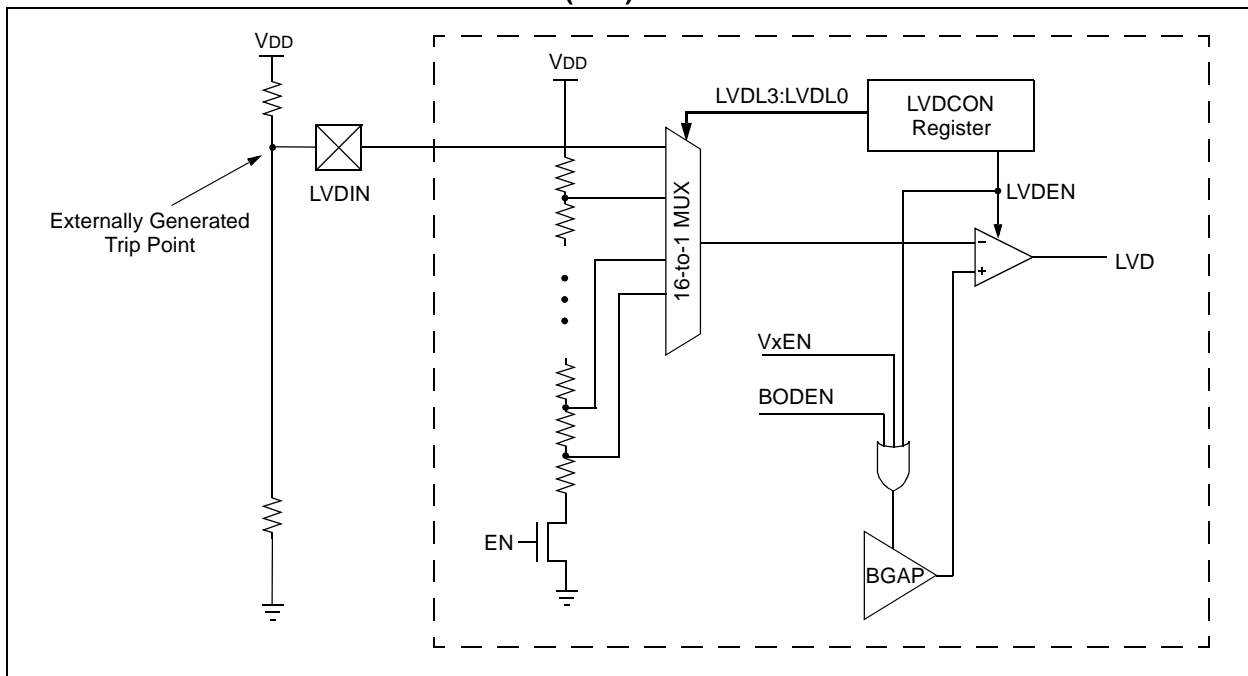 VDD
VDD
LVDL3:LVDL0
LVDCON
Register
LVDIN
LVDEN
Externally Generated
Trip Point
16-to-1 MUX
-
+
LVD
VxEN
BODEN
EN
BGAP